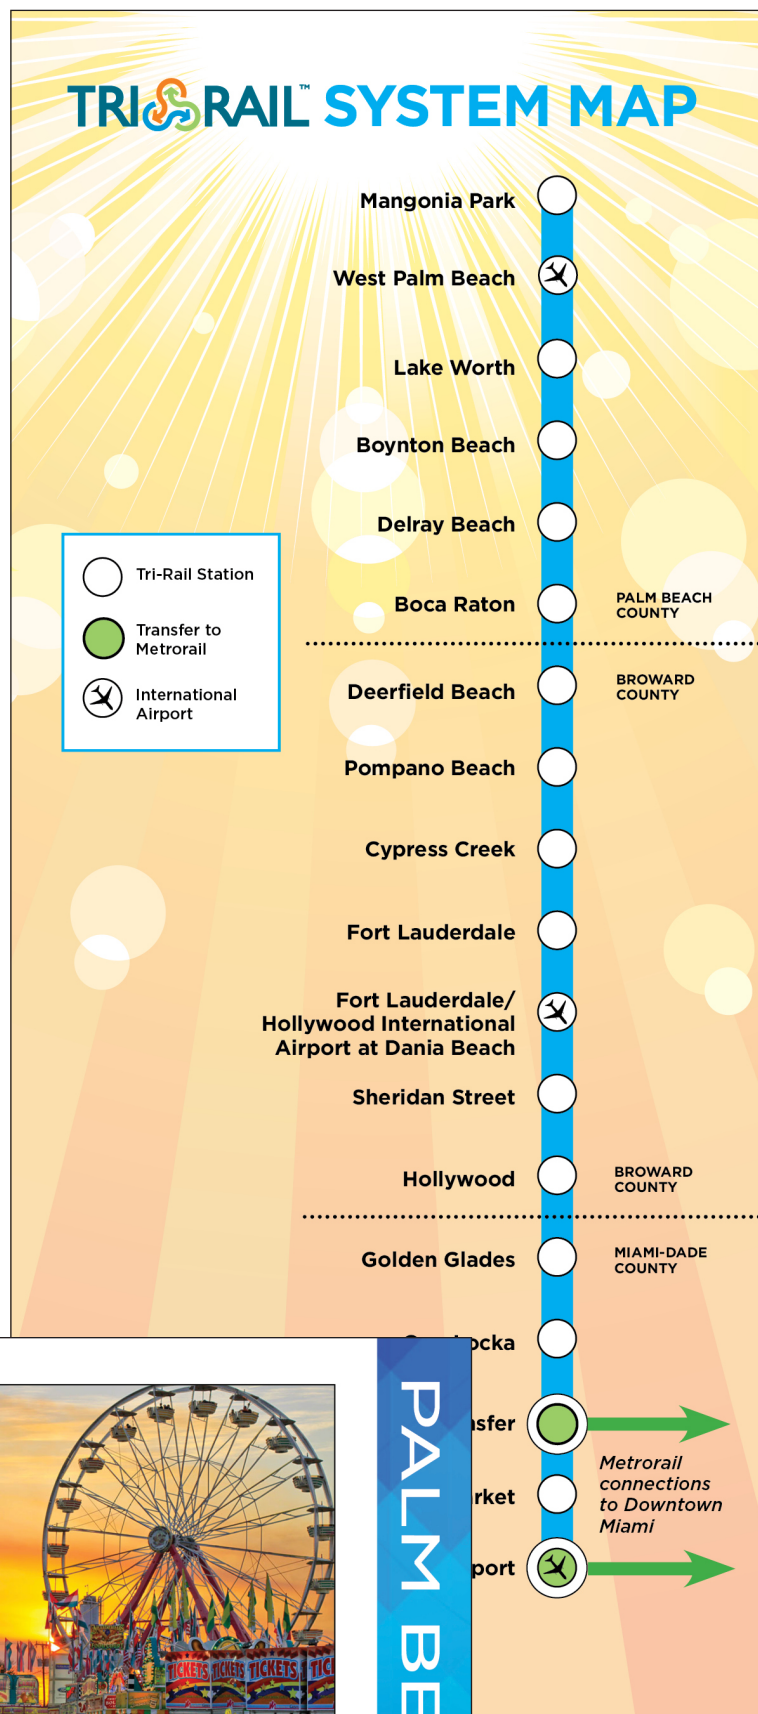 TRI RAIL™ SYSTEM MAP
Mangonia Park
West Palm Beach
Lake Worth
Boynton Beach
Delray Beach
Boca Raton
PALM BEACH
COUNTY
Tri-Rail Station
Transfer to
Metrorail
International
Airport
Deerfield Beach
BROWARD
COUNTY
Pompano Beach
Cypress Creek
Fort Lauderdale
Fort Lauderdale/
Hollywood International
Airport at Dania Beach
Sheridan Street
Hollywood
BROWARD
COUNTY
Golden Glades
MIAMI-DADE
COUNTY
ocka
nsfer
Metrorail
connections
to Downtown
Miami
rket
port
PALM BE
TICKETS TICKETS TICKETS TIC